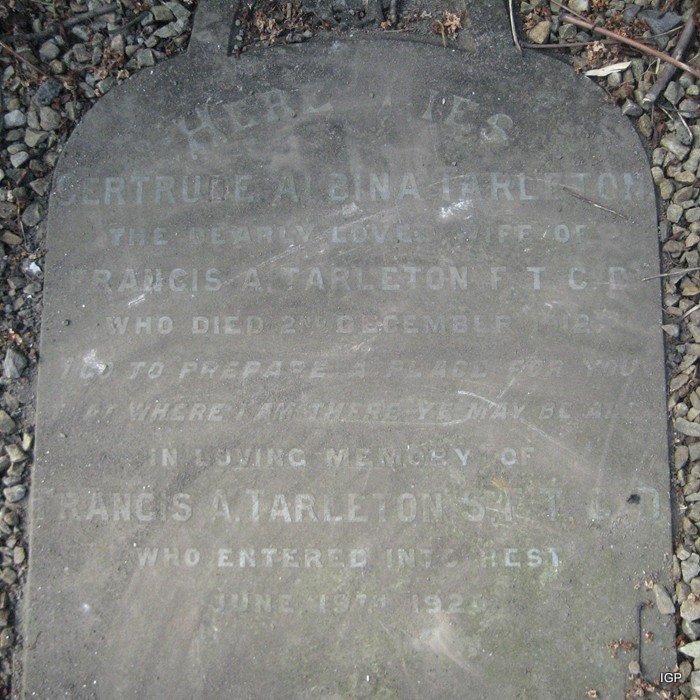 HERE LIES
GERTRUDE ALBINA TARLETON
THE DEARLY LOVED WIFE OF
FRANCIS A. TARLETON F. T. C. D.
WHO DIED 2ND DECEMBER 1912.
I GO TO PREPARE A PLACE FOR YOU
THAT WHERE I AM THERE YE MAY BE ALSO
IN LOVING MEMORY OF
FRANCIS A. TARLETON S. F. T. C. D.
WHO ENTERED INTO REST
JUNE 19TH
IGP